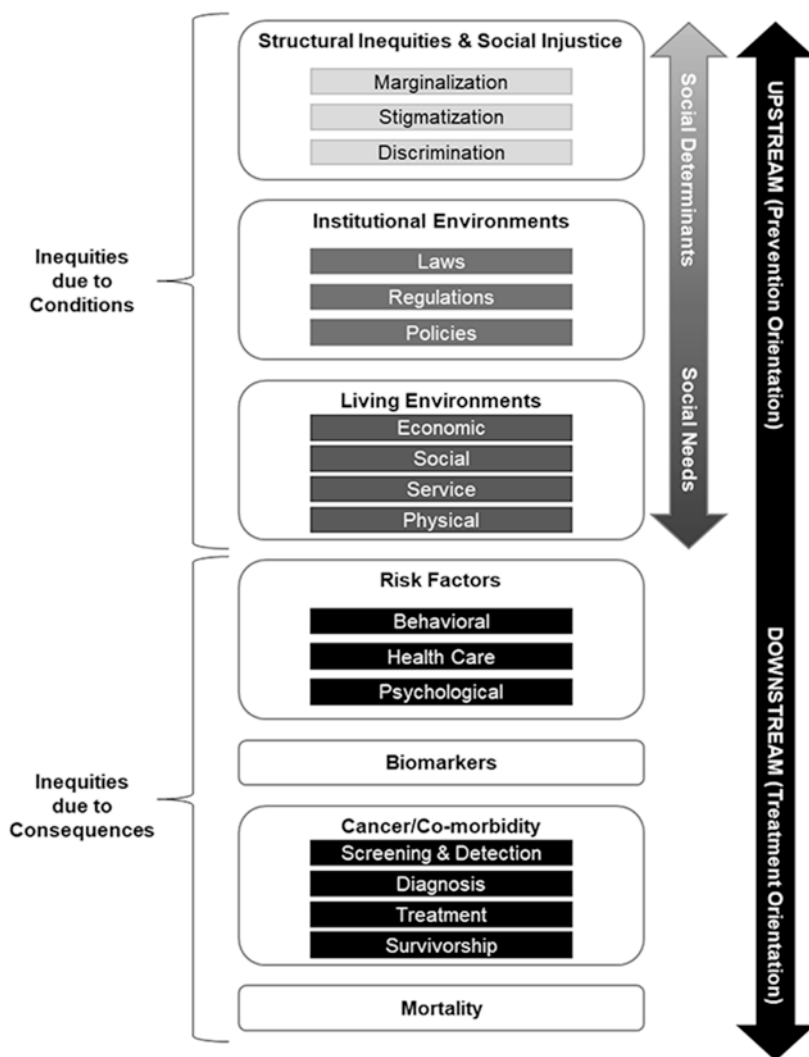 Structural Inequities & Social Injustice
Marginalization
Stigmatization
Discrimination
Institutional Environments
Laws
Regulations
Policies
Living Environments
Economic
Social
Service
Physical
Inequities
due to
Conditions
Risk Factors
Behavioral
Health Care
Psychological
Biomarkers
Cancer/Co-morbidity
Screening & Detection
Diagnosis
Treatment
Survivorship
Mortality
Inequities
due to
Consequences
Social Determinants
Social Needs
UPSTREAM (Prevention Orientation)
DOWNSTREAM (Treatment Orientation)